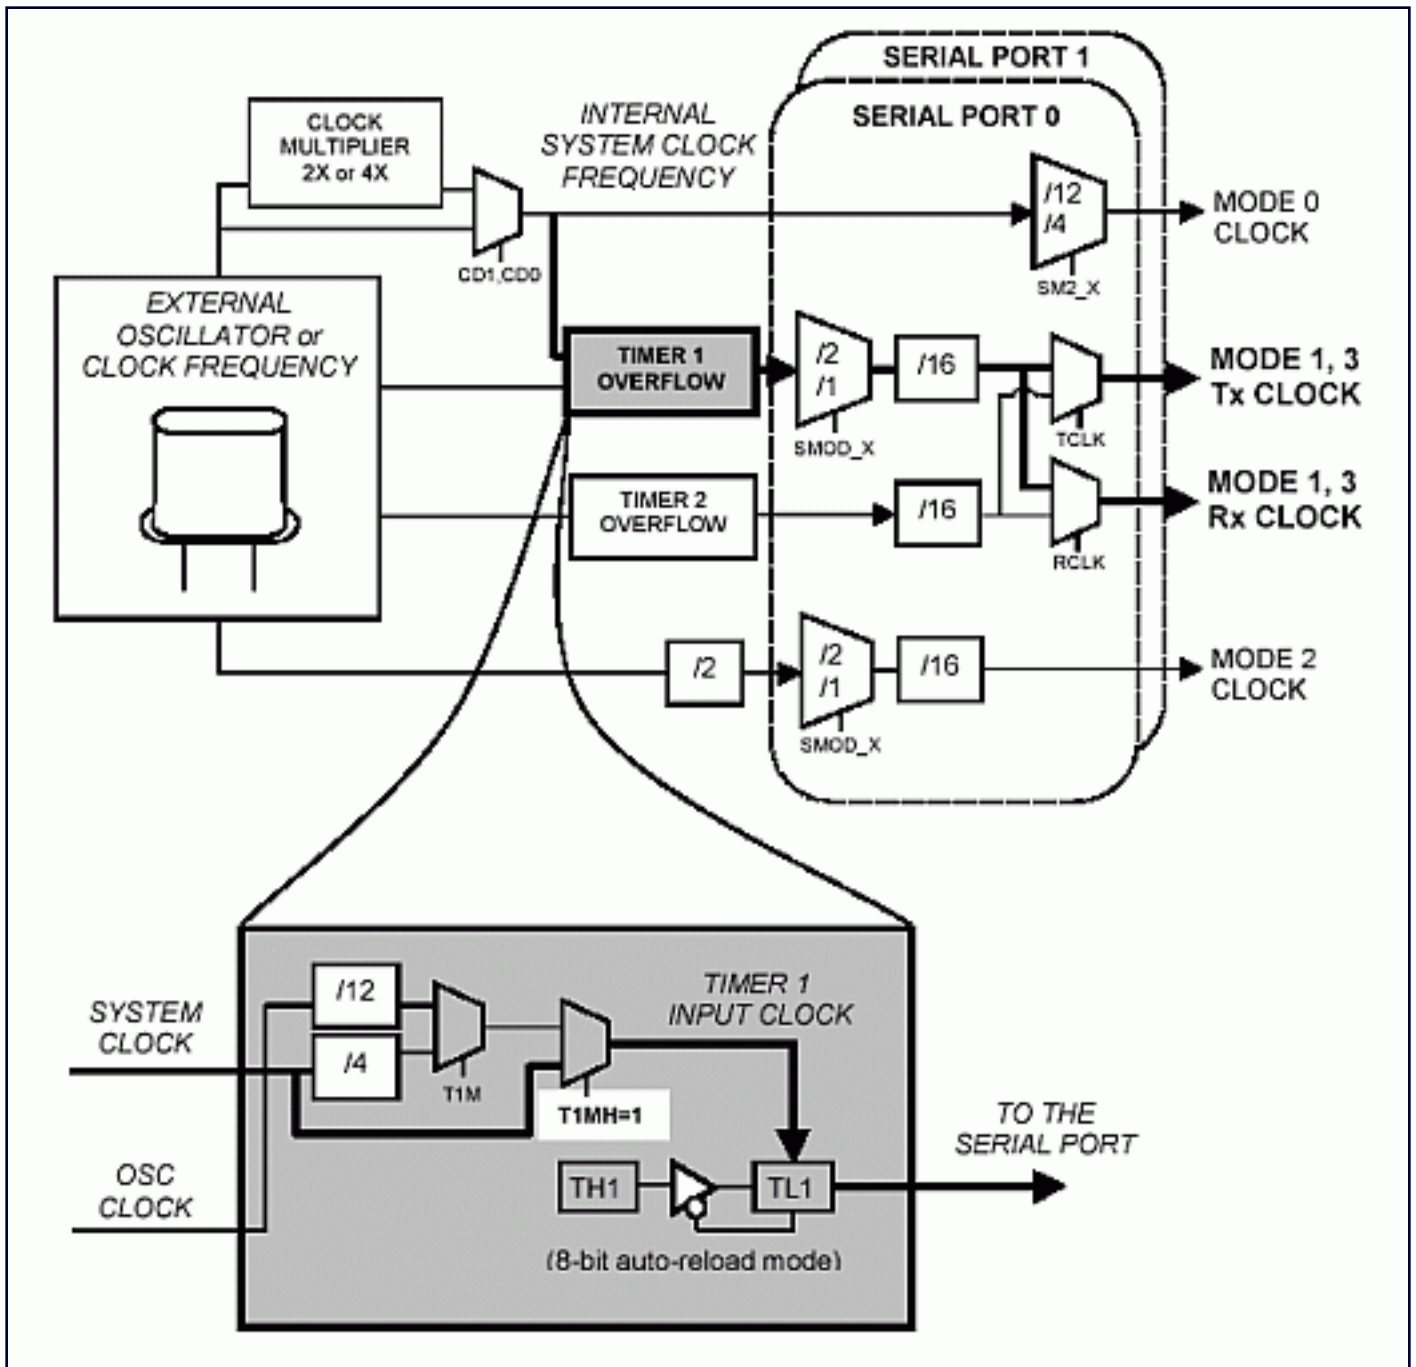 SERIAL PORT 1
SERIAL PORT 0
CLOCK
MULTIPLIER
2X or 4X
INTERNAL
SYSTEM CLOCK
FREQUENCY
CD1,CD0
/12
/4
SM2_X
MODE 0
CLOCK
EXTERNAL
OSCILLATOR or
CLOCK FREQUENCY
TIMER 1
OVERFLOW
/2
/1
SMOD_X
/16
TCLK
MODE 1, 3
Tx CLOCK
TIMER 2
OVERFLOW
/16
RCLK
MODE 1, 3
Rx CLOCK
/2
/2
/1
SMOD_X
/16
MODE 2
CLOCK
SYSTEM
CLOCK
/12
/4
T1M
T1MH=1
TIMER 1
INPUT CLOCK
OSC
CLOCK
TH1
TL1
(8-bit auto-reload mode)
TO THE
SERIAL PORT